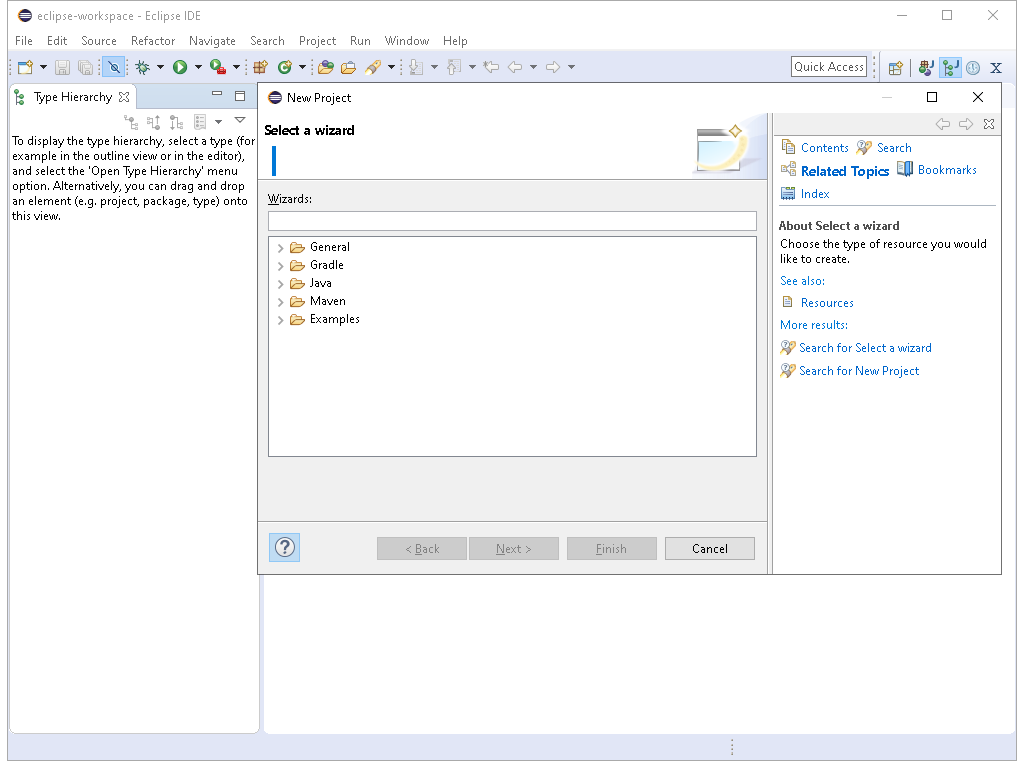 eclipse-workspace - Eclipse IDE
File Edit Source Refactor Navigate Search Project Run Window Help
Quick Access
Type Hierarchy
To display the type hierarchy, select a type (for
example in the outline view or in the editor),
and select the 'Open Type Hierarchy' menu
option. Alternatively, you can drag and drop
an element (e.g. project, package, type) onto
this view.
New Project
Select a wizard
Wizards:
General
Gradle
Java
Maven
Examples
?
< Back Next > Finish Cancel
Contents Search
Related Topics Bookmarks
Index
About Select a wizard
Choose the type of resource you would
like to create.
See also:
Resources
More results:
Search for Select a wizard
Search for New Project